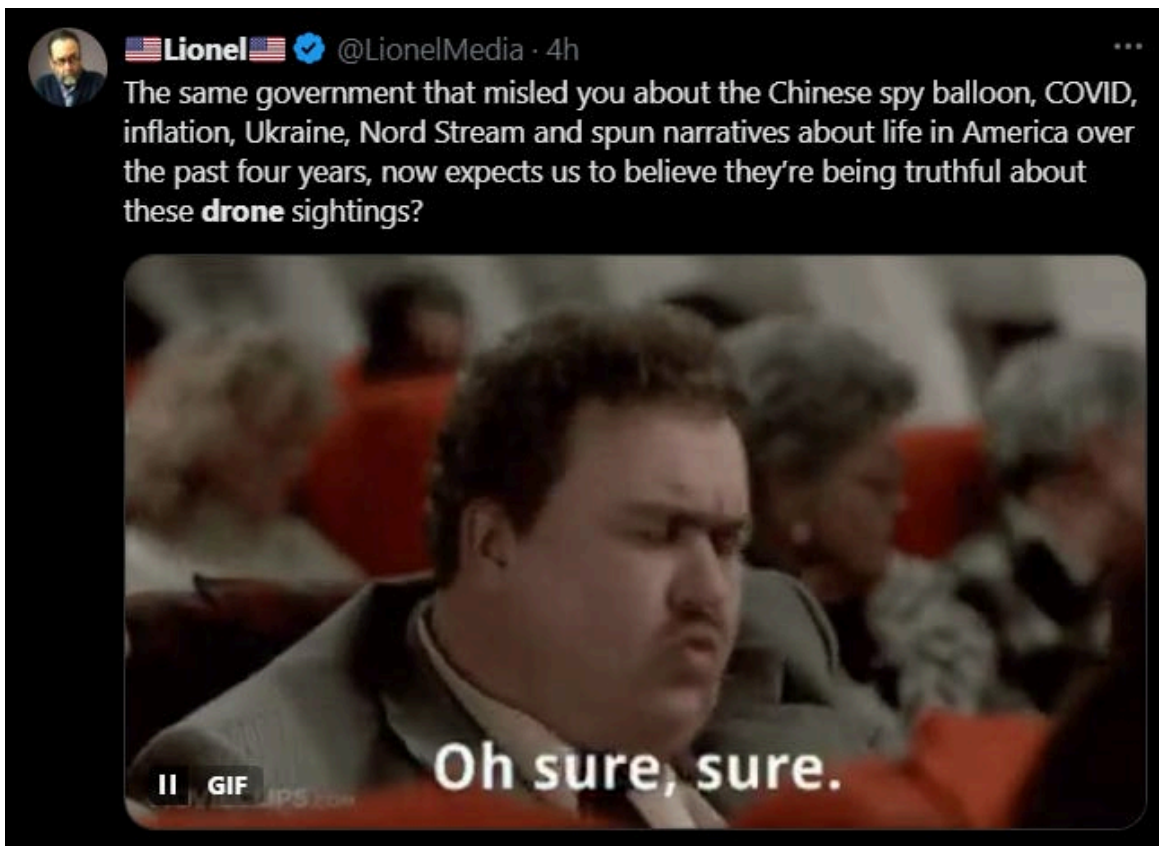 🇺🇸Lionel🇺🇸 @LionelMedia · 4h
The same government that misled you about the Chinese spy balloon, COVID,
inflation, Ukraine, Nord Stream and spun narratives about life in America over
the past four years, now expects us to believe they’re being truthful about
these drone sightings?
Oh sure, sure.
GIF